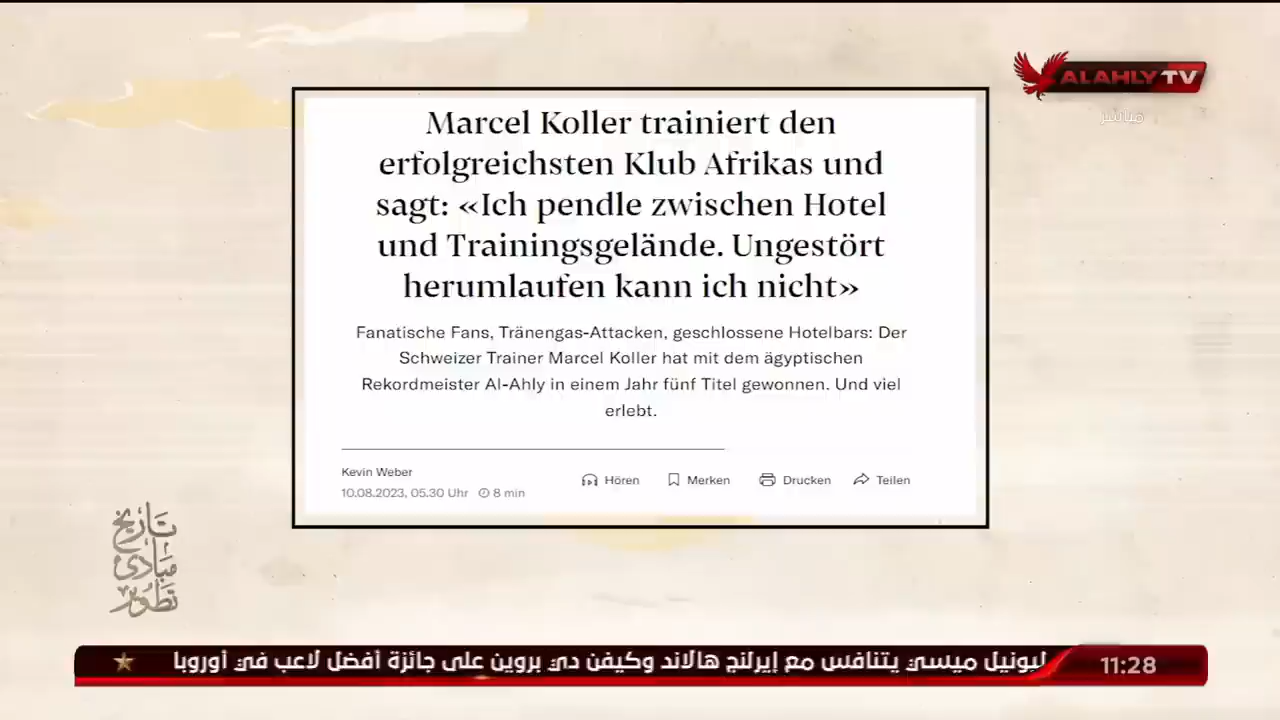 ALAHLY TV
مباشر
Marcel Koller trainiert den
erfolgreichsten Klub Afrikas und
sagt: «Ich pendle zwischen Hotel
und Trainingsgelände. Ungestört
herumlaufen kann ich nicht»
Fanatische Fans, Tränengas-Attacken, geschlossene Hotelbars: Der
Schweizer Trainer Marcel Koller hat mit dem ägyptischen
Rekordmeister Al-Ahly in einem Jahr fünf Titel gewonnen. Und viel
erlebt.
Kevin Weber
10.08.2023, 05.30 Uhr 8 min
Hören Merken Drucken Teilen
تاريخ
مبادئ
تطوير
ليونيل ميسي يتنافس مع إيرلنج هالاند وكيفن دي بروين على جائزة أفضل لاعب في أوروبا
11:28